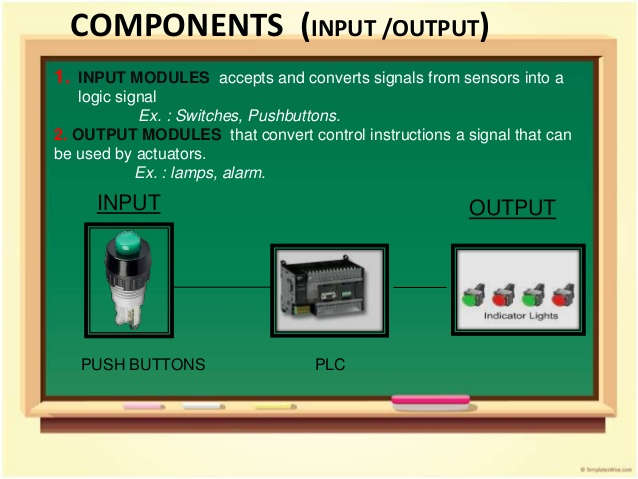 COMPONENTS (INPUT /OUTPUT)
1. INPUT MODULES accepts and converts signals from sensors into a
logic signal
Ex. : Switches, Pushbuttons.
2. OUTPUT MODULES that convert control instructions a signal that can
be used by actuators.
Ex. : lamps, alarm.
INPUT
OUTPUT
Indicator Lights
PUSH BUTTONS
PLC
© TemplatesWise.com